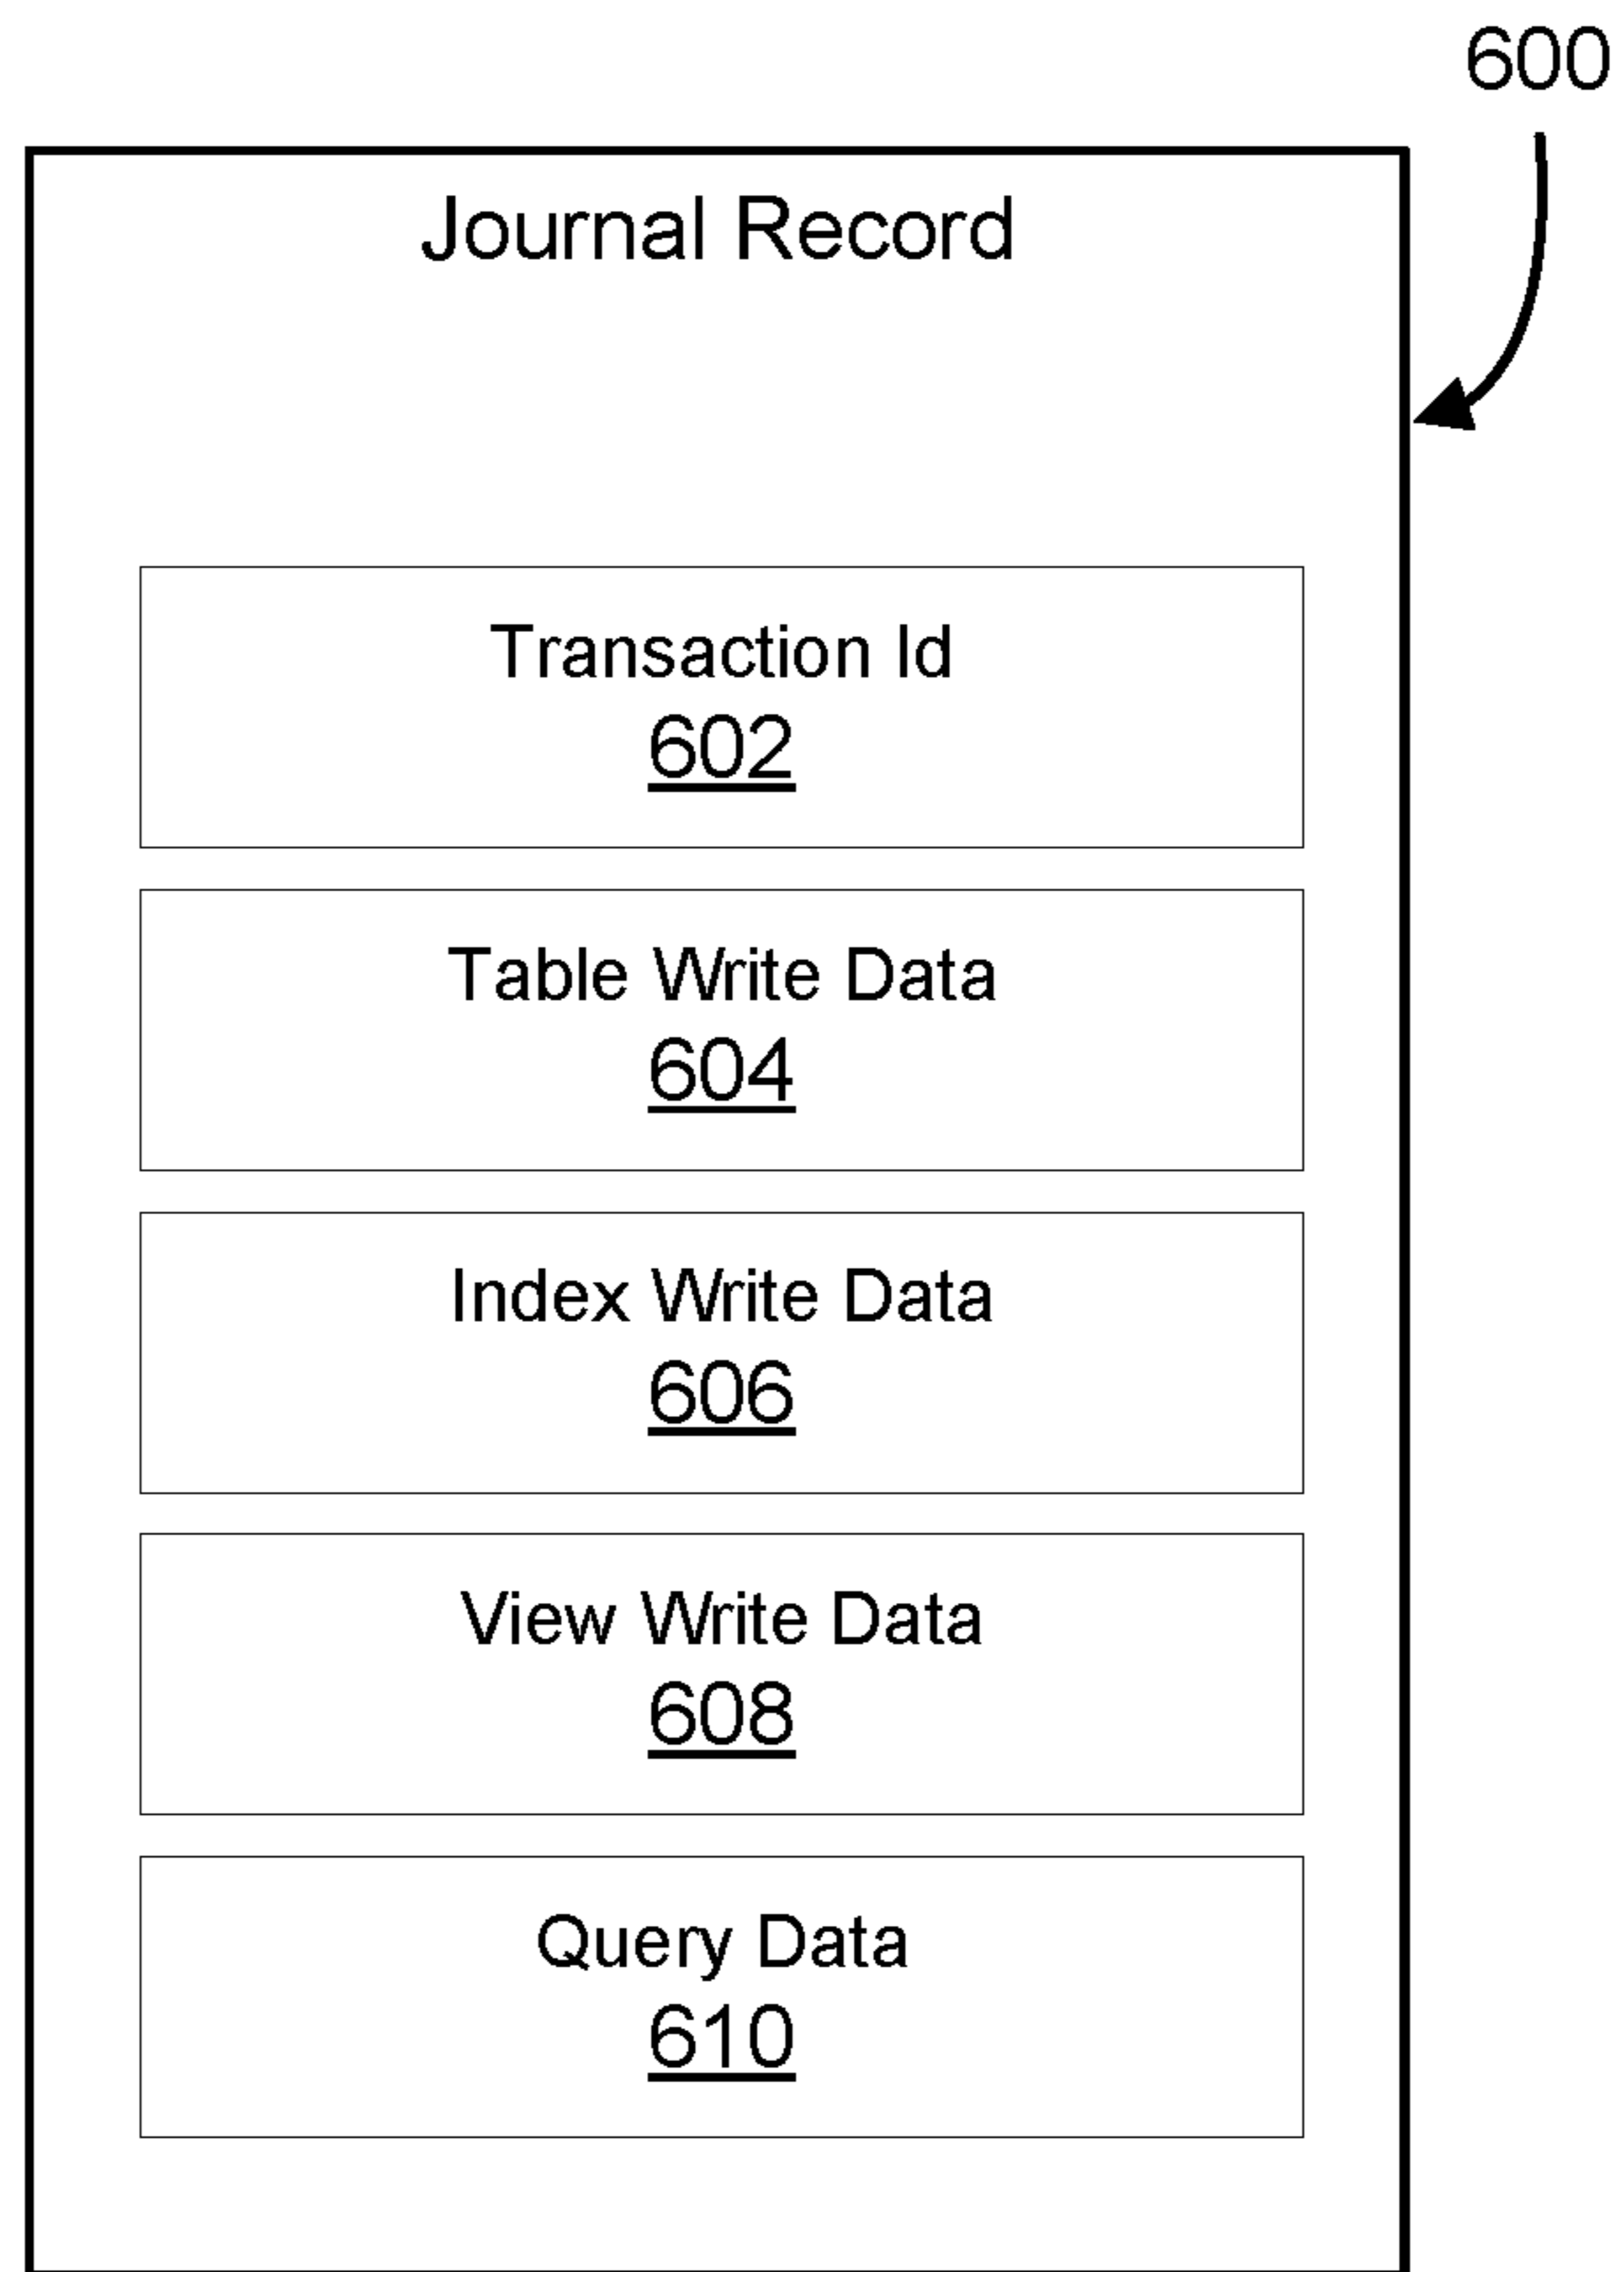 600
Journal Record
Transaction Id
602
Table Write Data
604
Index Write Data
606
View Write Data
608
Query Data
610